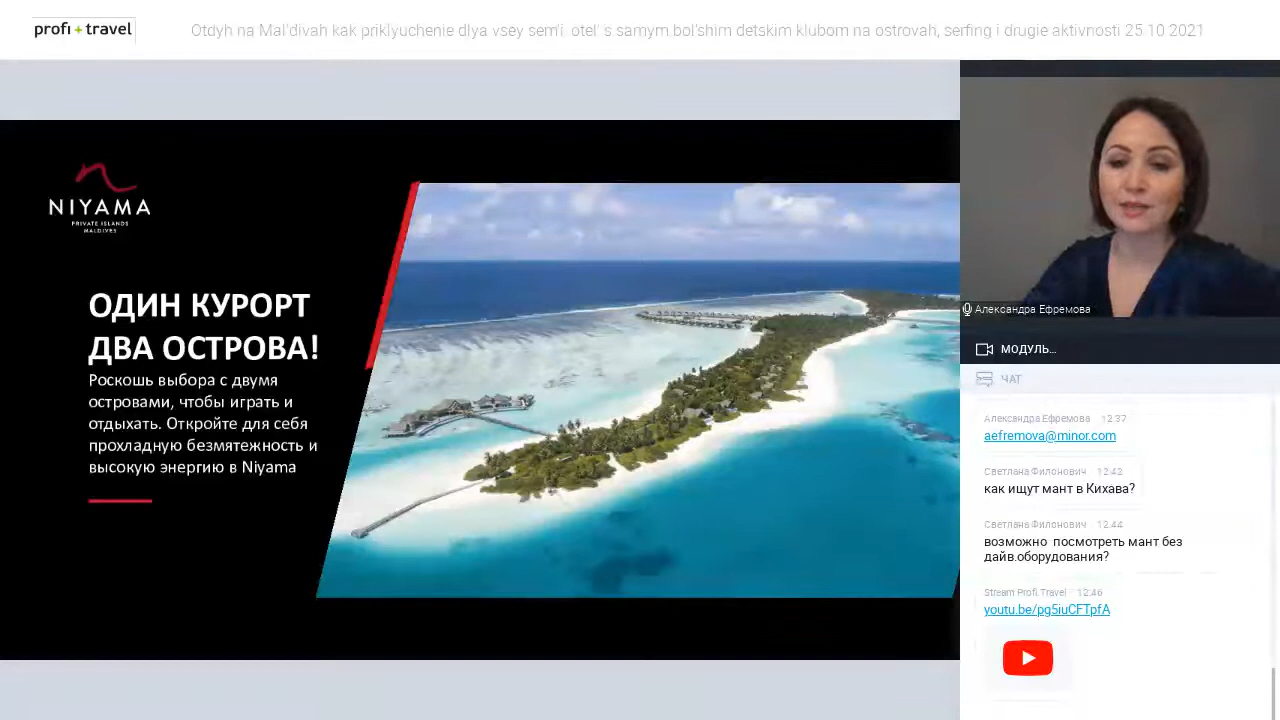 profi + travel
Otdyh na Mal'divah kak priklyuchenie dlya vsey sem'i. otel' s samym bol'shim detskim klubom na ostrovah, serfing i drugie aktivnosti 25 10 2021
NIYAMA
PRIVATE ISLANDS
MALDIVES
ОДИН КУРОРТ
ДВА ОСТРОВА!
Роскошь выбора с двумя
островами, чтобы играть и
отдыхать. Откройте для себя
прохладную безмятежность и
высокую энергию в Niyama
Александра Ефремова
МОДУЛЬ...
ЧАТ
Александра Ефремова 12:37
aefremova@minor.com
Светлана Филонович 12:42
как ищут мант в Кихава?
Светлана Филонович 12:44
возможно посмотреть мант без
дайв.оборудования?
Stream Profi.Travel 12:46
youtu.be/pg5iuCFTpfA